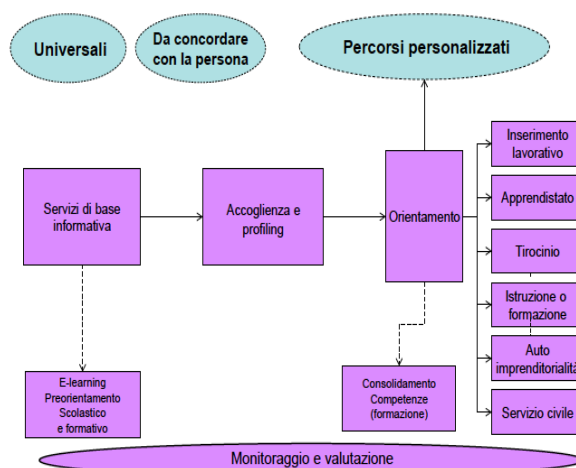 Universali
Da concordare
con la persona
Percorsi personalizzati
Servizi di base
informativa
Accoglienza e
profiling
Orientamento
Inserimento
lavorativo
Apprendistato
Tirocinio
Istruzione o
formazione
Auto
imprenditorialità
Servizio civile
E-learning
Preorientamento
Scolastico
e formativo
Consolidamento
Competenze
(formazione)
Monitoraggio e valutazione